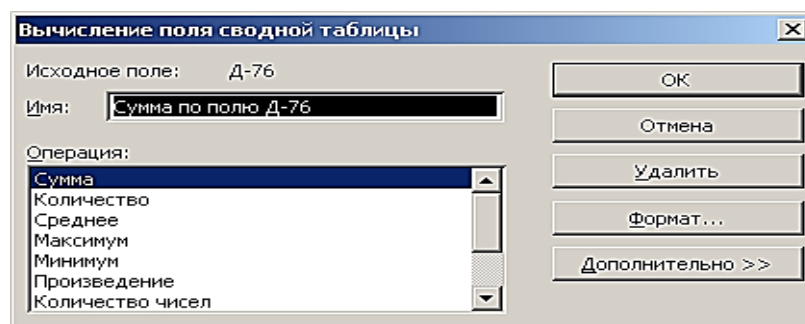 Вычисление поля сводной таблицы
Исходное поле: Д-76
Имя: Сумма по полю Д-76
Операция:
Сумма
Количество
Среднее
Максимум
Минимум
Произведение
Количество чисел
ОК
Отмена
Удалить
Формат...
Дополнительно >>